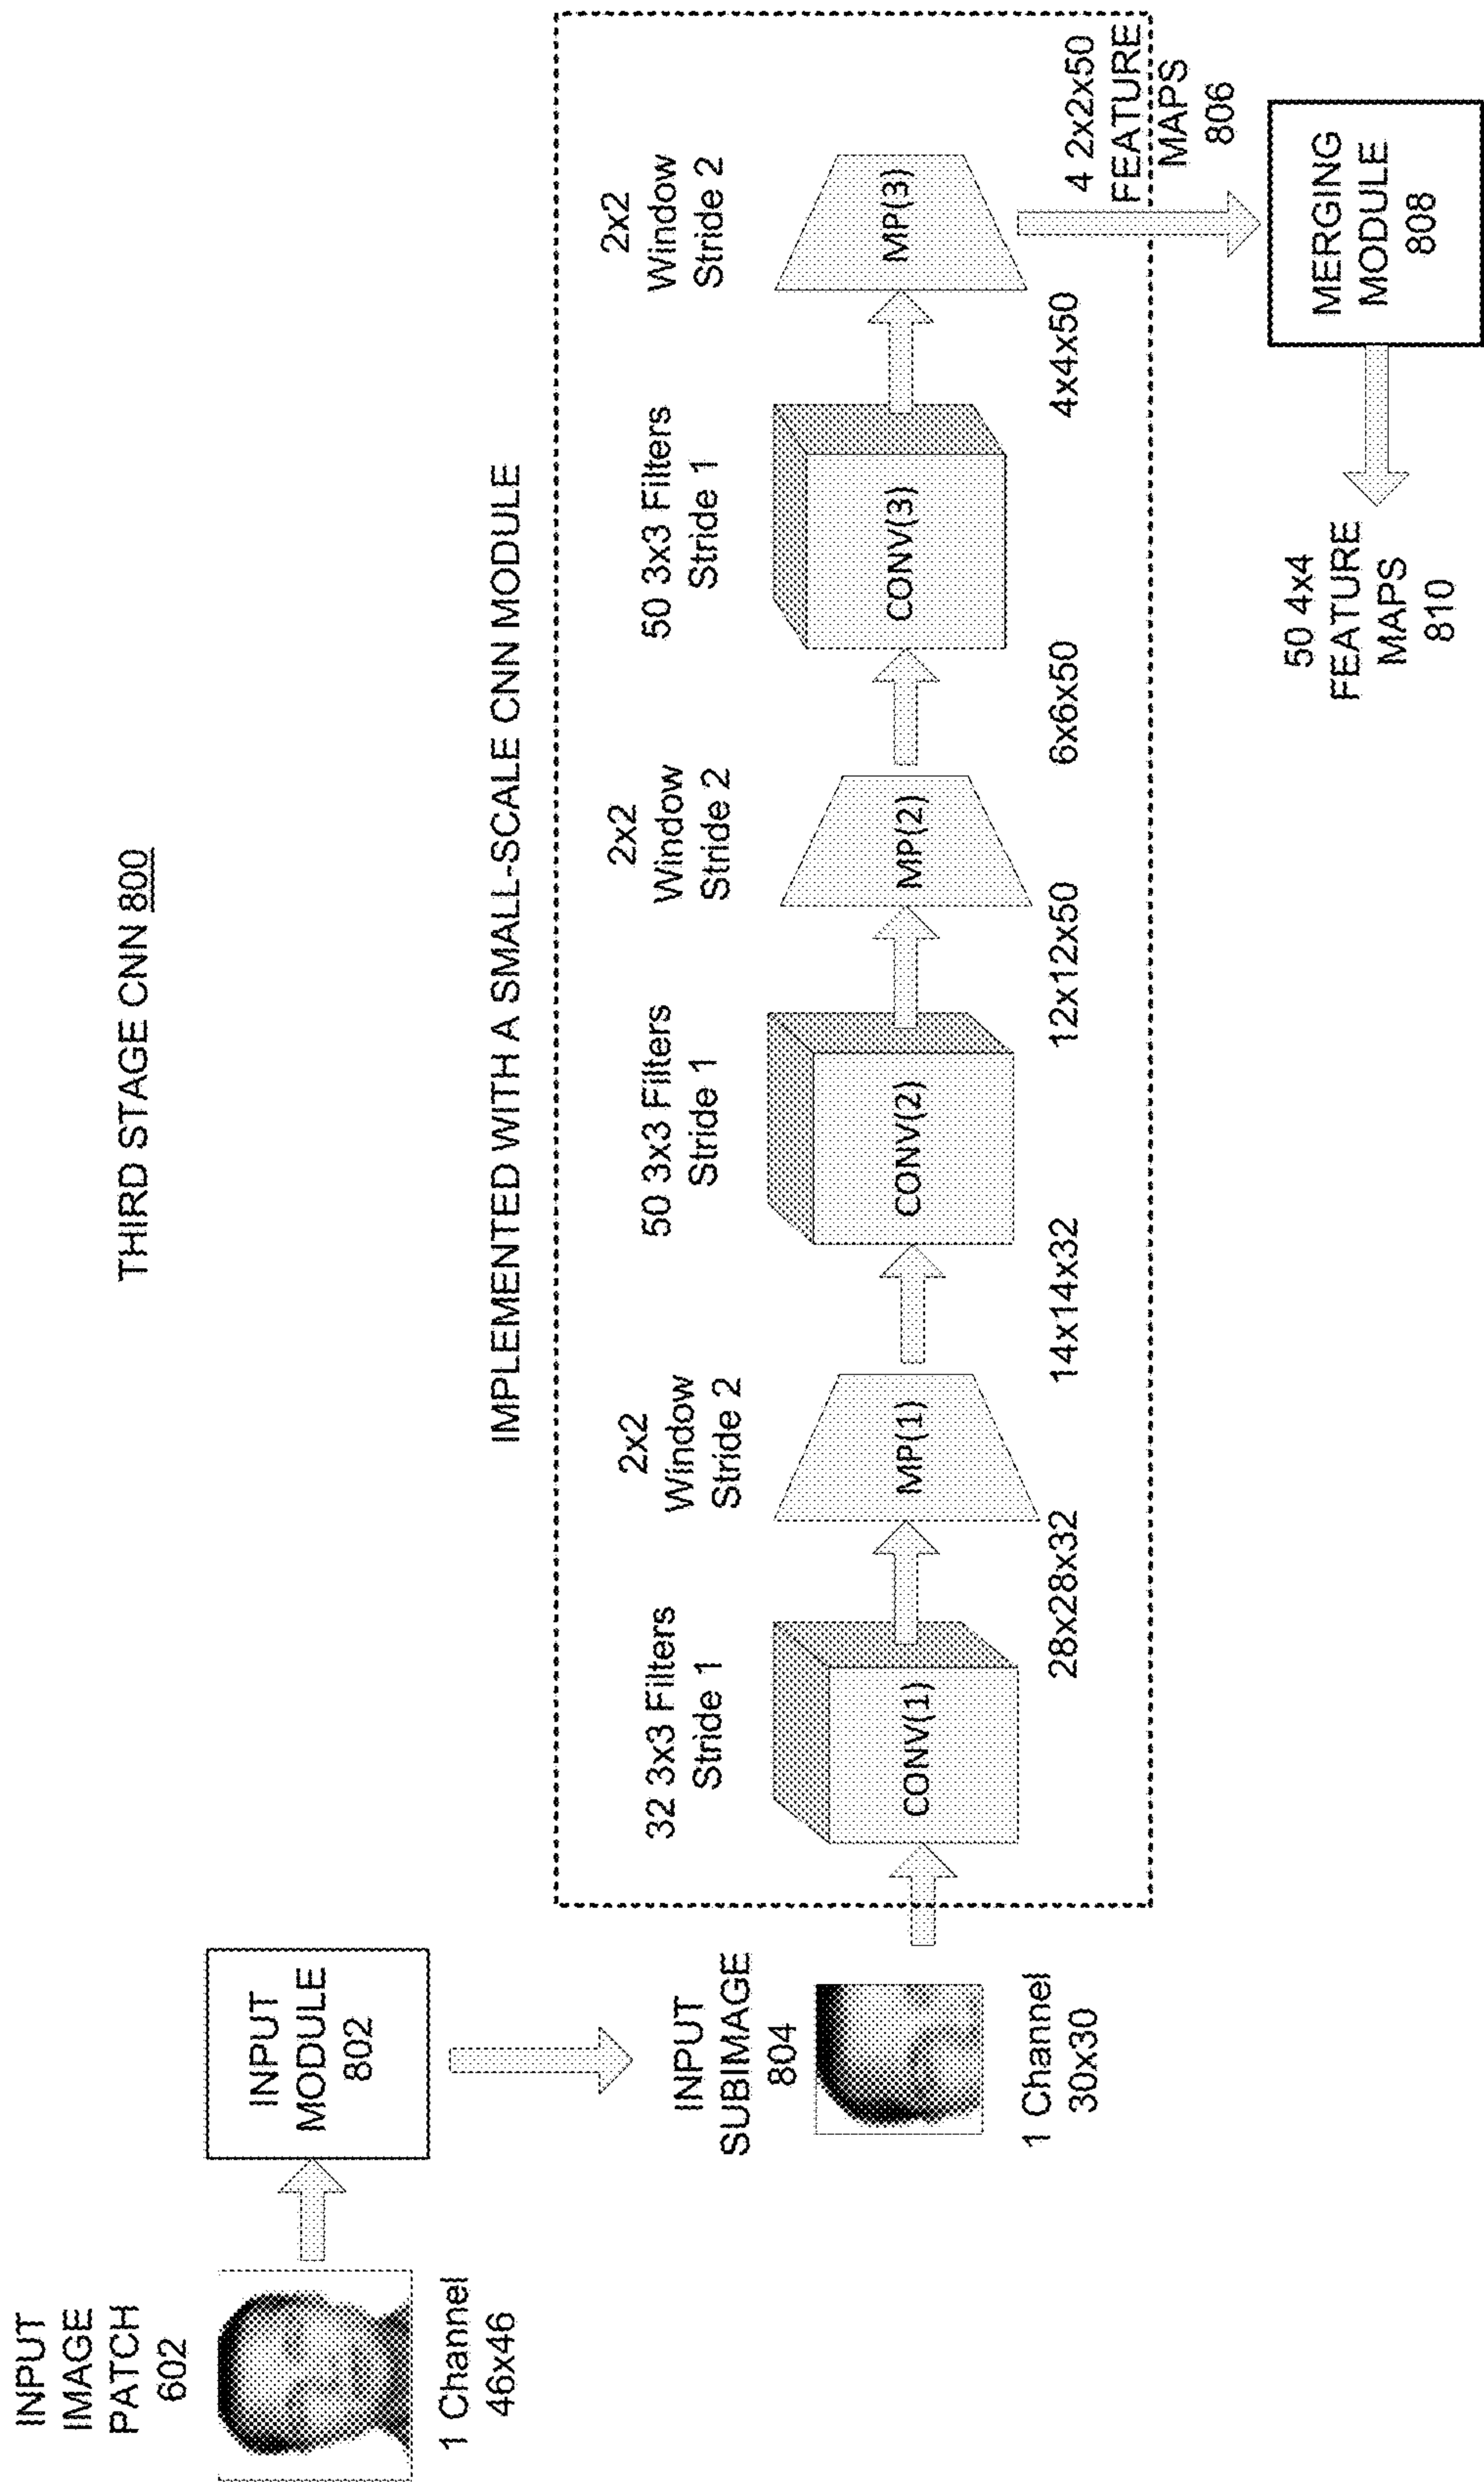 THIRD STAGE CNN 800
INPUT
IMAGE
PATCH
602
1 Channel
46x46
INPUT
MODULE
802
INPUT
SUBIMAGE
804
1 Channel
30x30
IMPLEMENTED WITH A SMALL-SCALE CNN MODULE
32 3x3 Filters
Stride 1
CONV(1)
28x28x32
2x2
Window
Stride 2
MP(1)
14x14x32
50 3x3 Filters
Stride 1
CONV(2)
12x12x50
2x2
Window
Stride 2
MP(2)
6x6x50
50 3x3 Filters
Stride 1
CONV(3)
4x4x50
2x2
Window
Stride 2
MP(3)
4 2x2x50
FEATURE
MAPS
806
MERGING
MODULE
808
50 4x4
FEATURE
MAPS
810